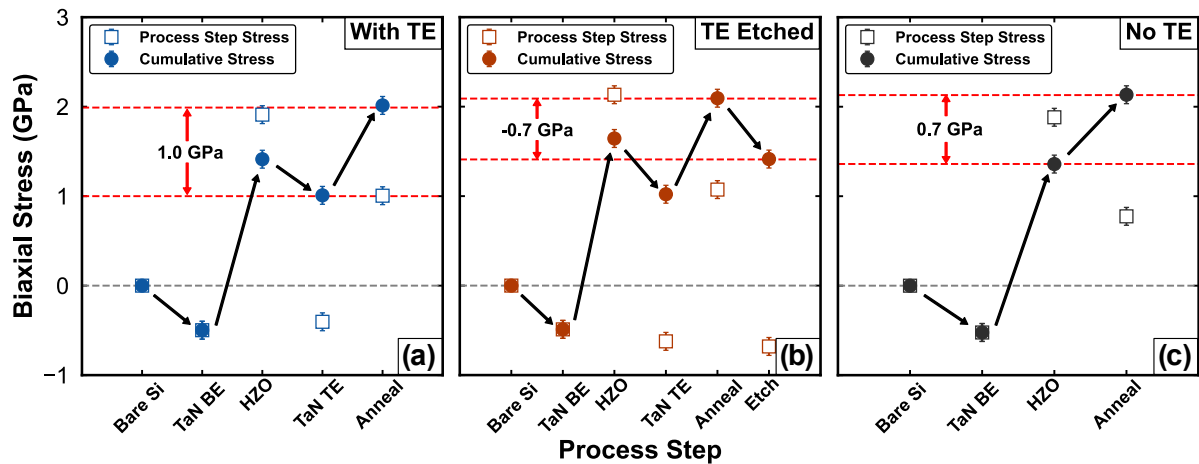 With TE
Process Step Stress
Cumulative Stress
1.0 GPa
(a)
TE Etched
Process Step Stress
Cumulative Stress
-0.7 GPa
(b)
No TE
Process Step Stress
Cumulative Stress
0.7 GPa
(c)
Biaxial Stress (GPa)
3
2
1
0
−1
Bare Si
TaN BE
HZO
TaN TE
Anneal
Bare Si
TaN BE
HZO
TaN TE
Anneal
Etch
Bare Si
TaN BE
HZO
Anneal
Process Step